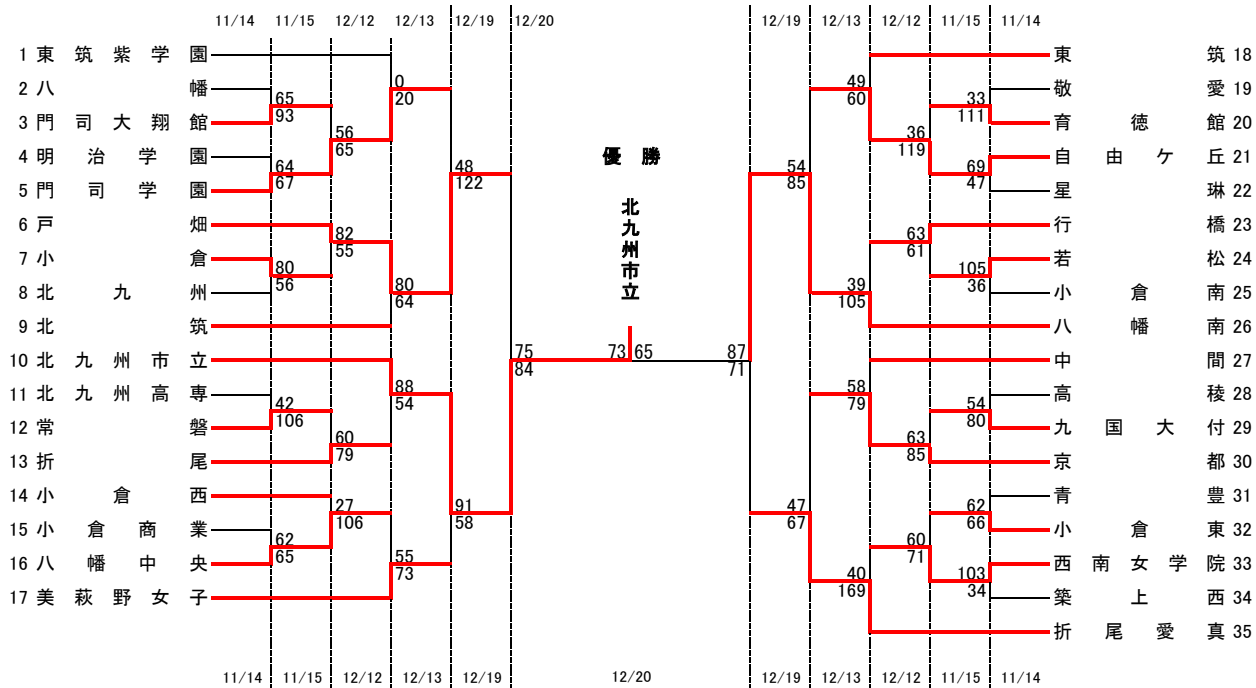 11/14 11/15 12/12 12/13 12/19 12/20 12/19 12/13 12/12 11/15 11/14
1 東筑紫学園
東筑 18
2 八幡
0
49
敬愛 19
65
20
60
33
3 門司大翔館
93
111
育徳館 20
56
36
4 明治学園
65
119
自由ケ丘 21
64
優勝
69
5 門司学園
67
48
54
47
星琳 22
122
85
6 戸畑
行橋 23
82
北九州市立
63
7 小倉
55
61
若松 24
80
105
8 北九州
56
80
39
36
小倉南 25
64
105
9 北筑
八幡南 26
10 北九州市立
75
73 65
87
中間 27
84
71
11 北九州高専
88
58
高稜 28
42
54
79
54
12 常磐
106
80
九国大付 29
60
63
13 折尾
79
85
京都 30
14 小倉西
青豊 31
27
91
47
62
15 小倉商業
106
58
67
66
小倉東 32
62
60
16 八幡中央
65
55
71
103
西南女学院 33
73
40
34
17 美萩野女子
169
築上西 34
折尾愛真 35
11/14 11/15 12/12 12/13 12/19 12/20 12/19 12/13 12/12 11/15 11/14